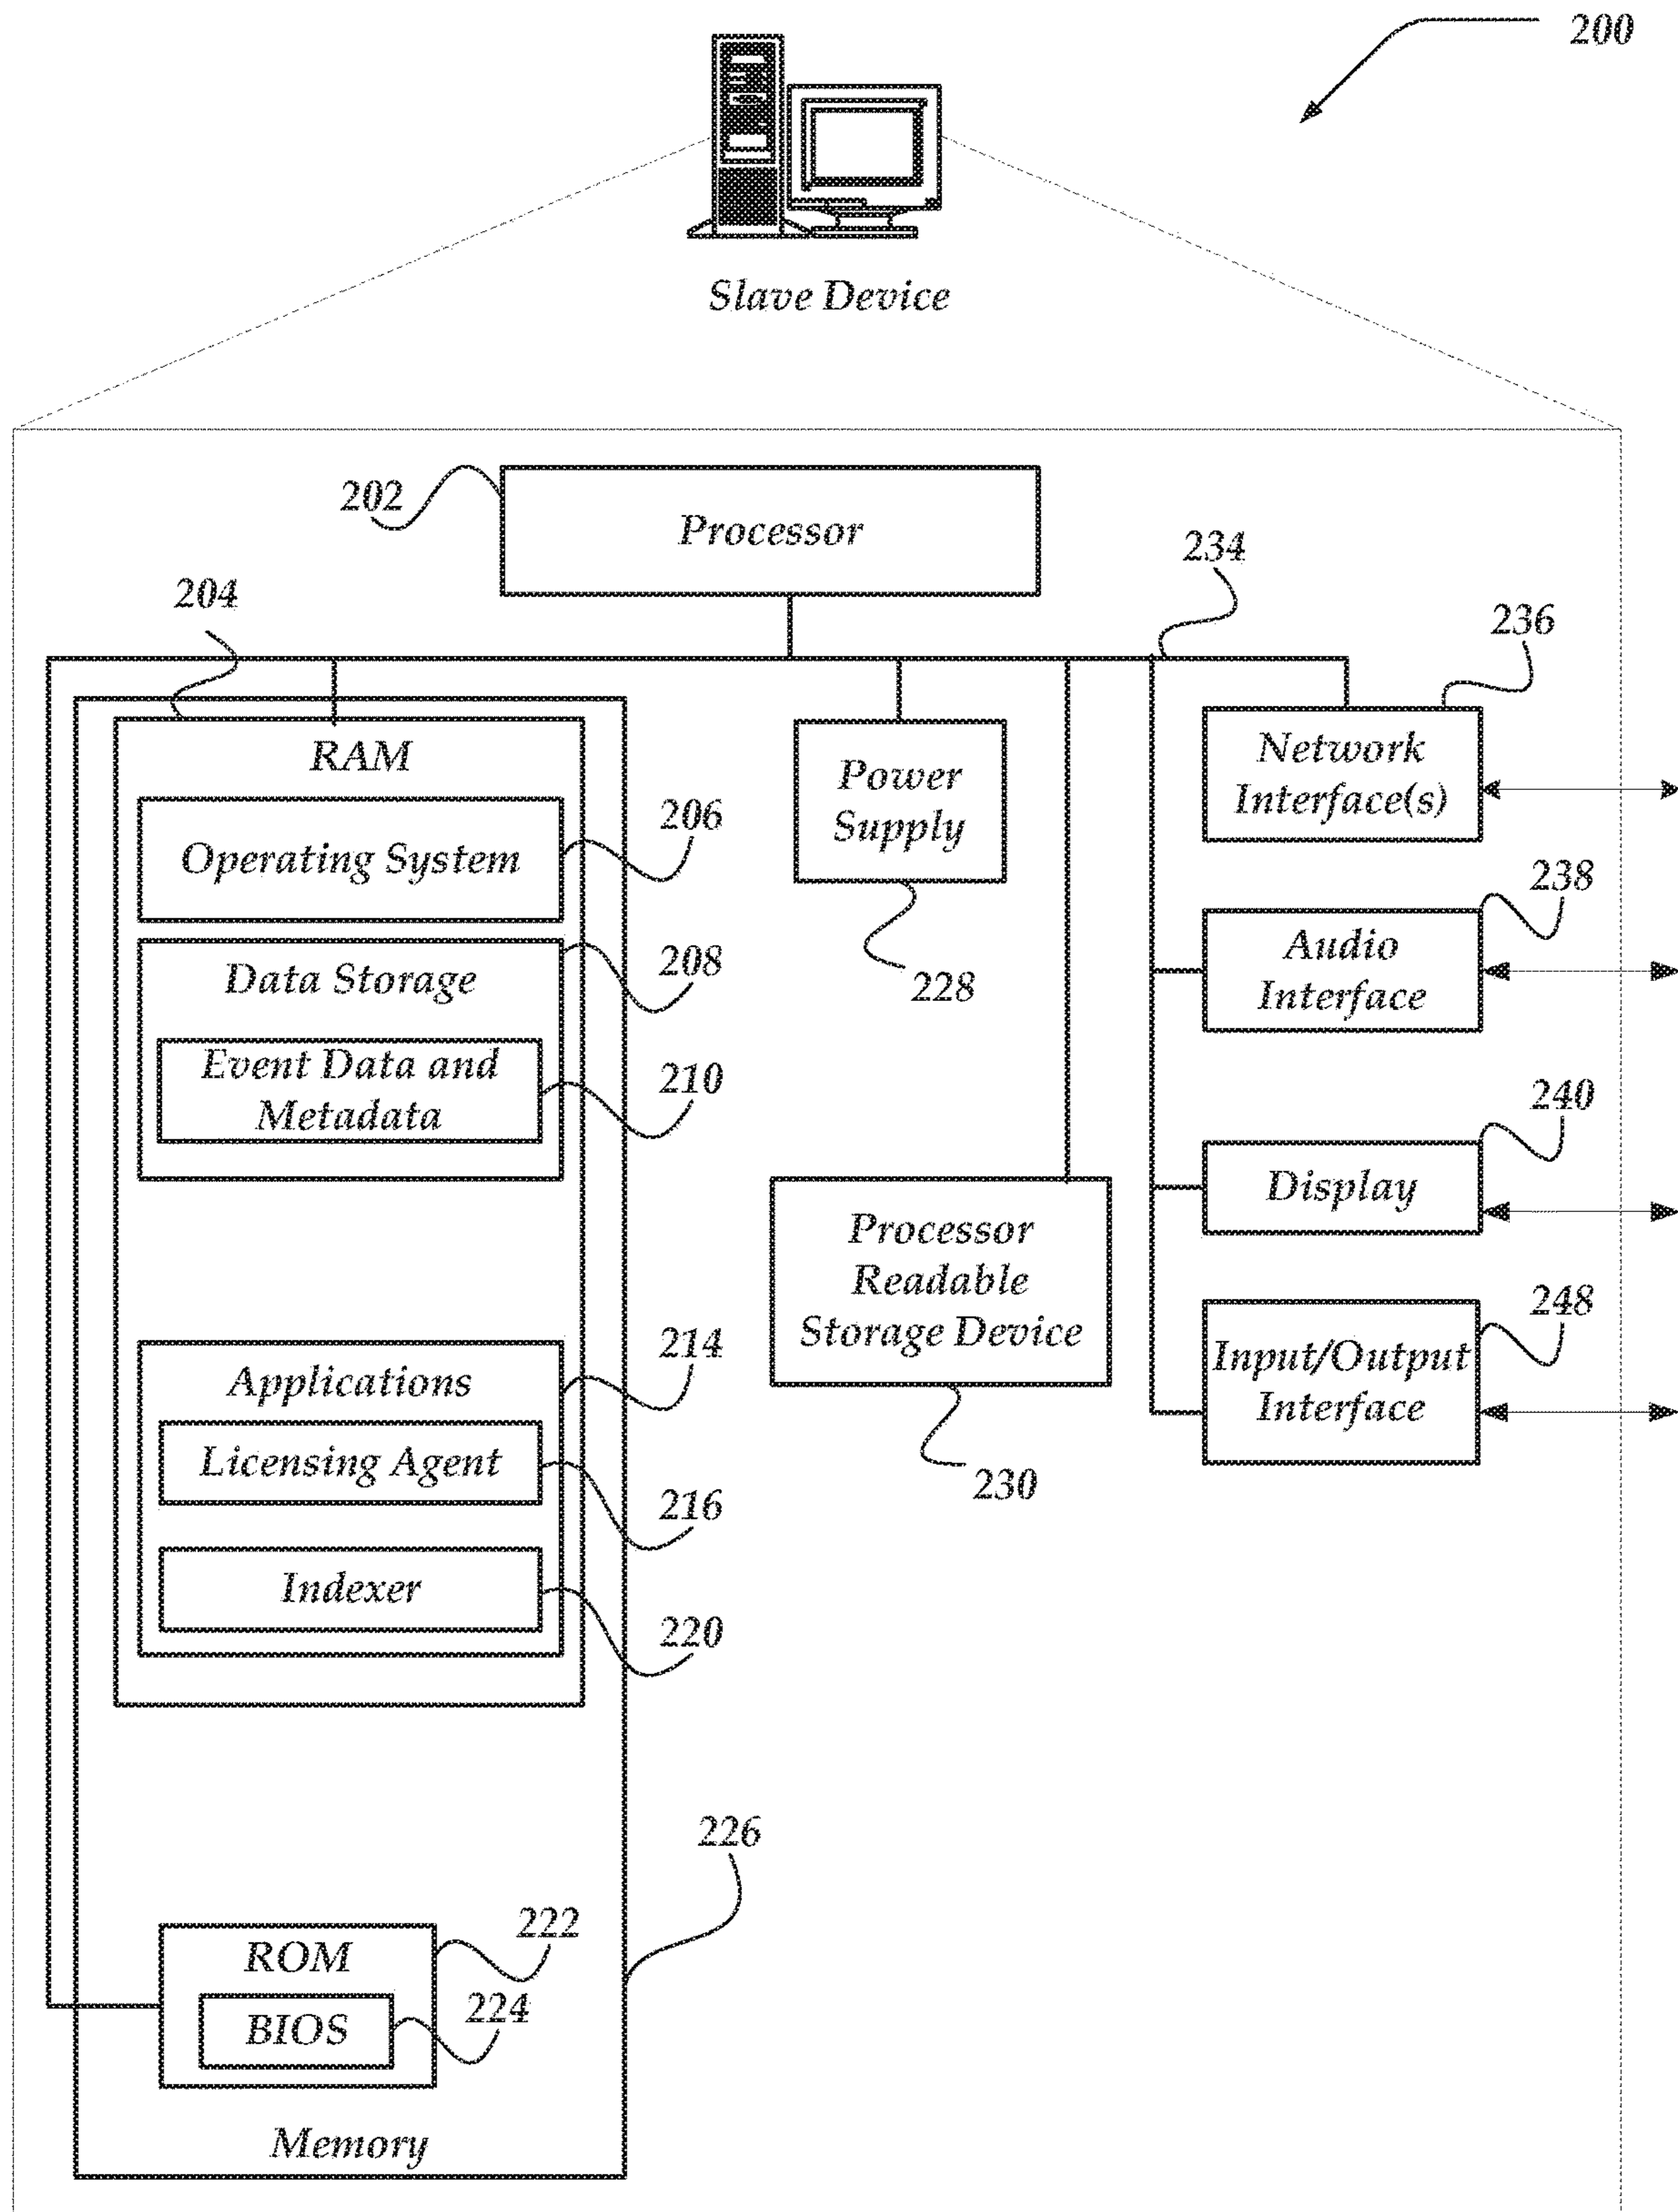 200
Slave Device
202
Processor
234
204
236
RAM
Network
Interface(s)
Power
Supply
206
Operating System
238
208
Data Storage
Audio
Interface
228
210
Event Data and
Metadata
240
Display
Processor
Readable
Storage Device
248
214
Input/Output
Interface
Applications
Licensing Agent
230
216
Indexer
220
226
222
ROM
224
BIOS
Memory